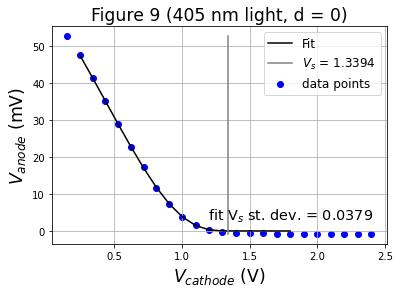 Figure 9 (405 nm light, d = 0)
V_anode (mV)
50
40
30
20
10
0
Fit
V_s = 1.3394
data points
fit V_s st. dev. = 0.0379
0.5
1.0
1.5
2.0
2.5
V_cathode (V)